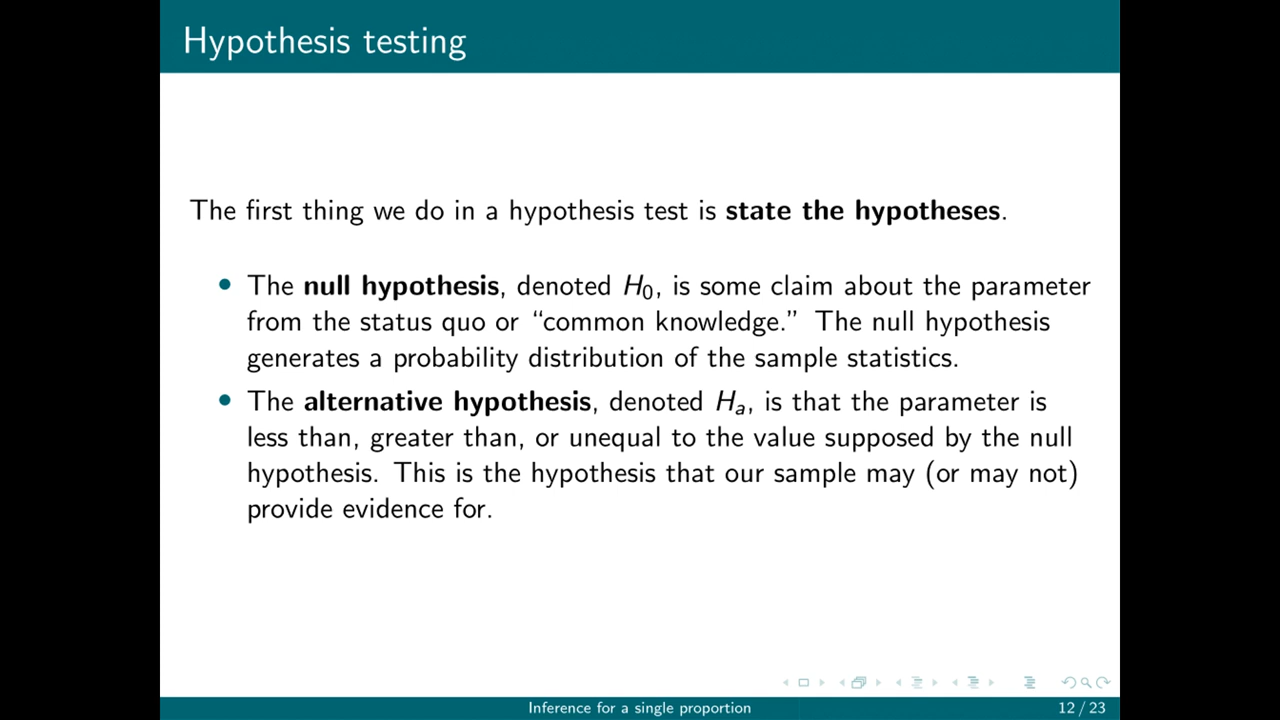 Hypothesis testing
The first thing we do in a hypothesis test is state the hypotheses.
• The null hypothesis, denoted H₀, is some claim about the parameter
from the status quo or “common knowledge.” The null hypothesis
generates a probability distribution of the sample statistics.
• The alternative hypothesis, denoted Hₐ, is that the parameter is
less than, greater than, or unequal to the value supposed by the null
hypothesis. This is the hypothesis that our sample may (or may not)
provide evidence for.
Inference for a single proportion
12 / 23